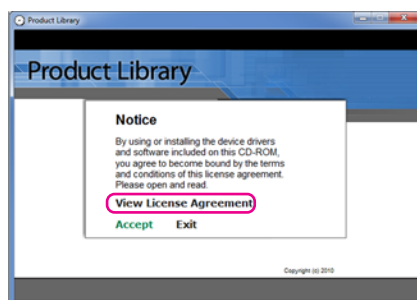 Product Library
Product Library
Notice
By using or installing the device drivers
and software included on this CD-ROM,
you agree to become bound by the terms
and conditions of this license agreement.
Please open and read.
View License Agreement
Accept Exit
Copyright (c) 2010